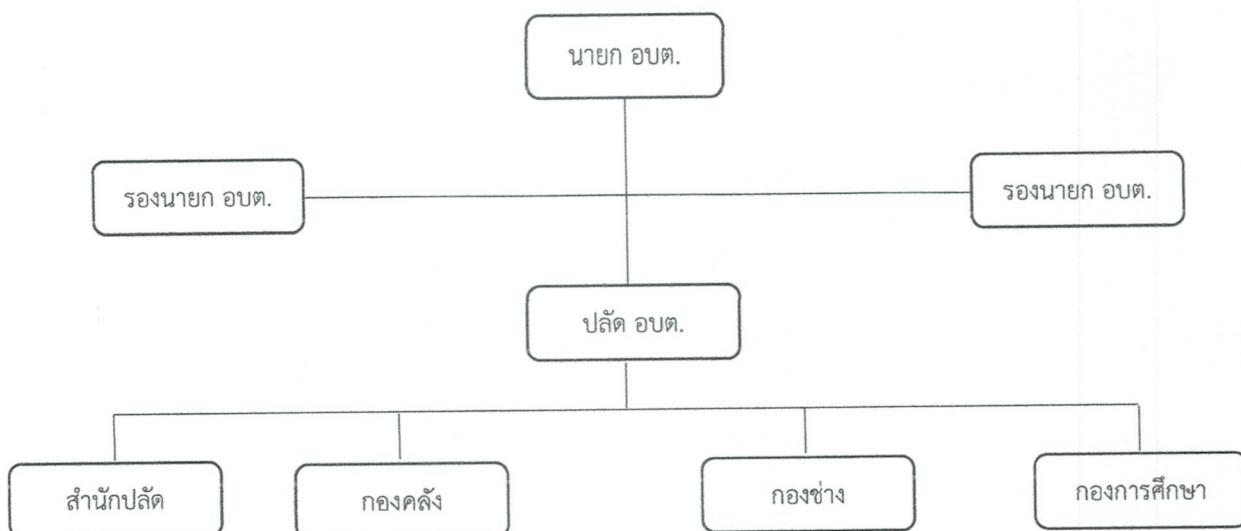 นายก อบต.
รองนายก อบต.
รองนายก อบต.
ปลัด อบต.
สำนักปลัด
กองคลัง
กองช่าง
กองการศึกษา